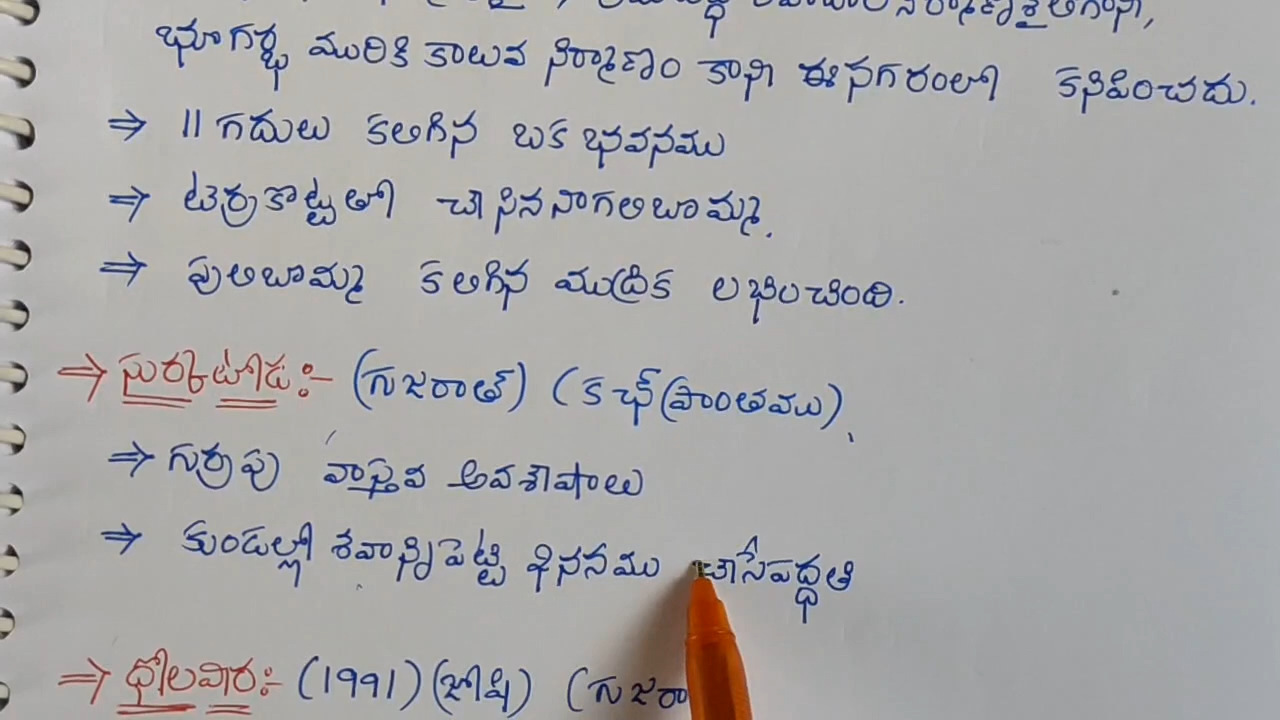 భూగర్భ మురికి కాలువ నిర్మాణం కాని ఈ నగరంలో కనిపించదు.
⇒ 11 గదులు కలిగిన ఒక భవనము
⇒ టెర్రకొట్టతో చేసిన నాగలి బొమ్మ.
⇒ పులిబొమ్మ కలిగిన ముద్రిక లభించింది.
⇒ సుర్కోటోడ :- (గుజరాత్) (కచ్ఛ్ ప్రాంతము).
⇒ గుర్రపు వాస్తవ అవశేషాలు
⇒ కుండల్లో శవాన్ని పెట్టి ఖననము చేసే పద్ధతి
⇒ ధోలవీర :- (1991) (జోషి) (గుజరా